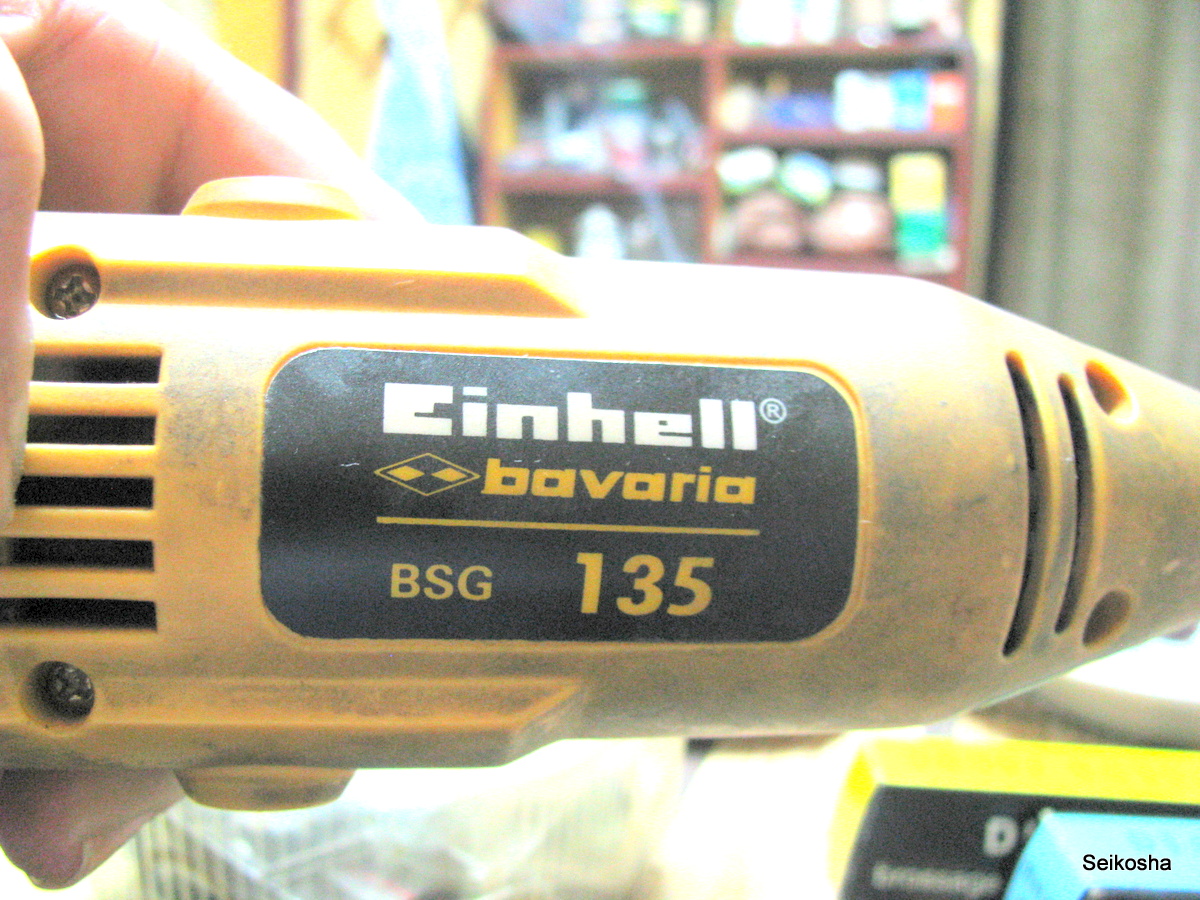 Einhell®
bavaria
BSG 135
D
Seikosha